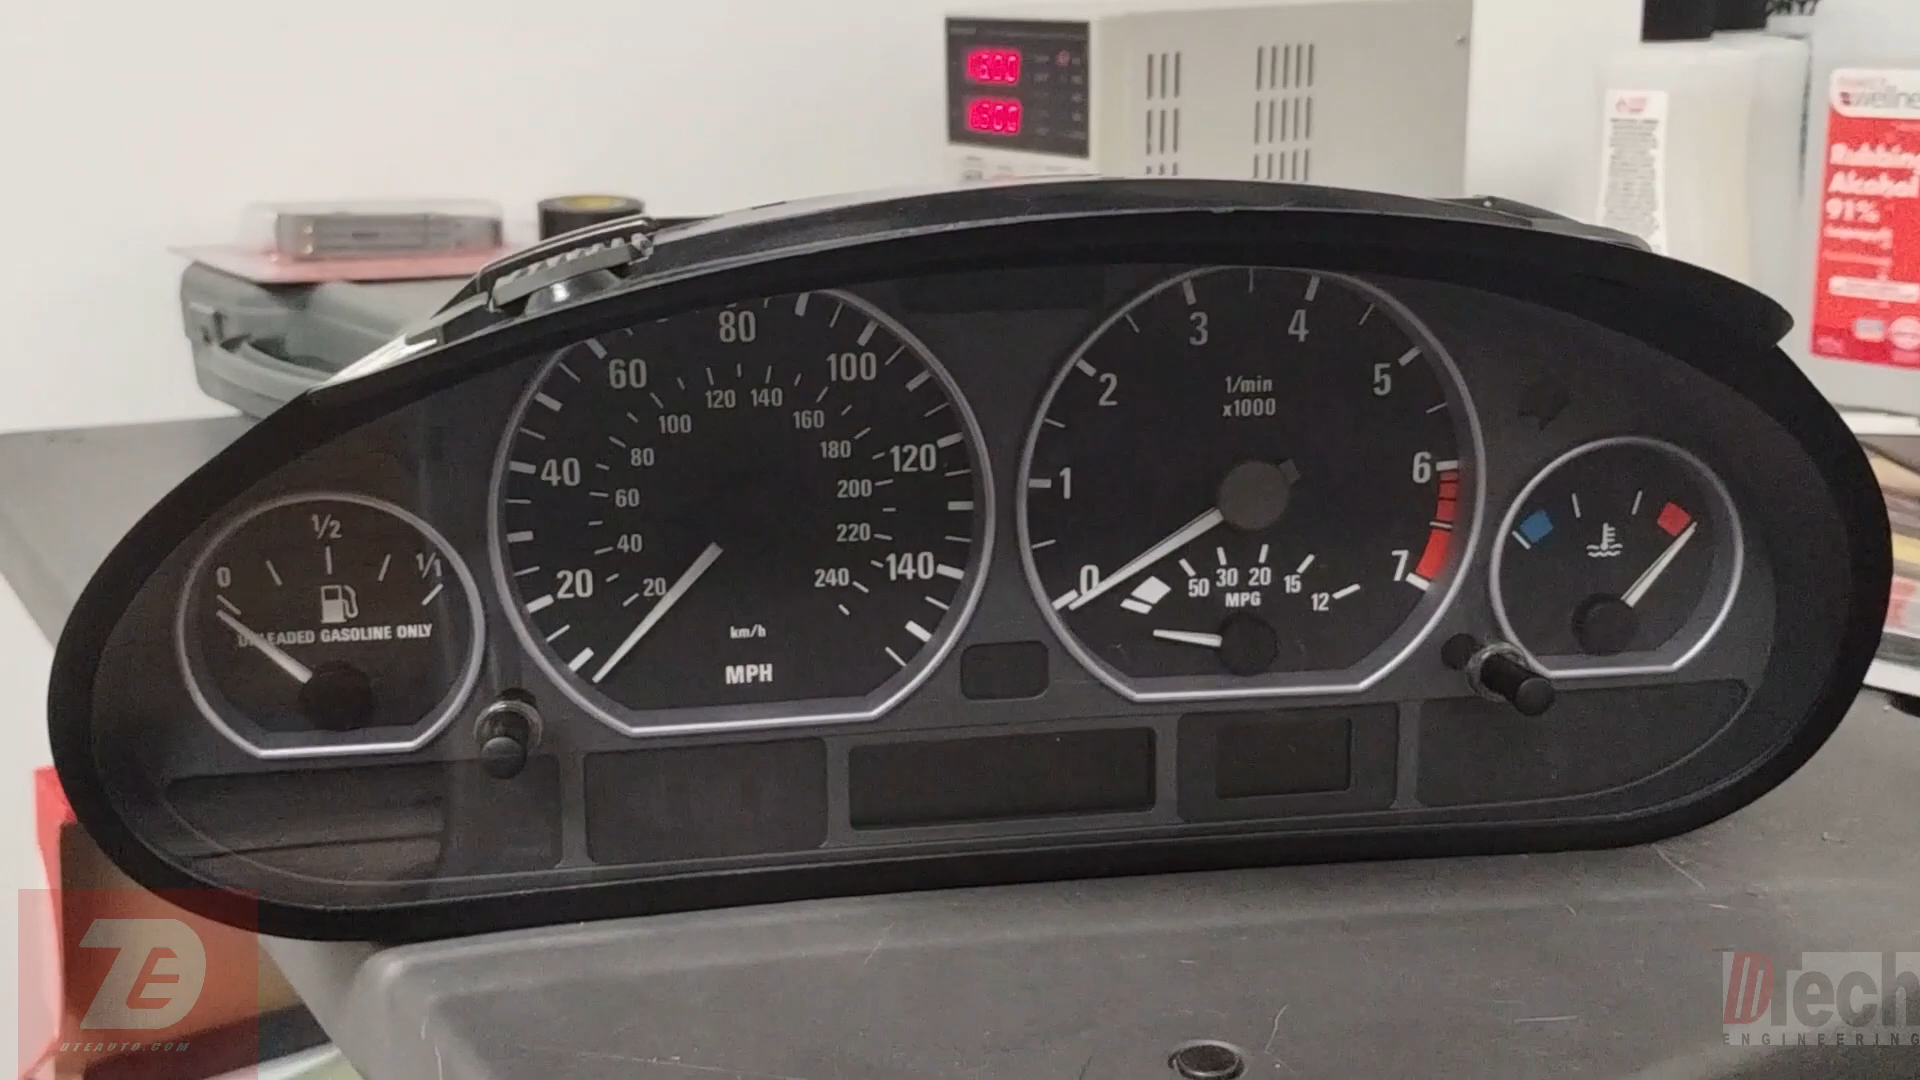 wellne
Rubbing
Alcohol
91%
80
60
100
120 140
100
160
80
180
40
120
60
200
40
220
20
20
240
140
km/h
MPH
0
1/2
1/1
UNLEADED GASOLINE ONLY
3
4
2
5
1/min
x1000
1
6
0
7
50 30 20 15 12
MPG
DE
DTEAUTO.COM
DTech
ENGINEERING